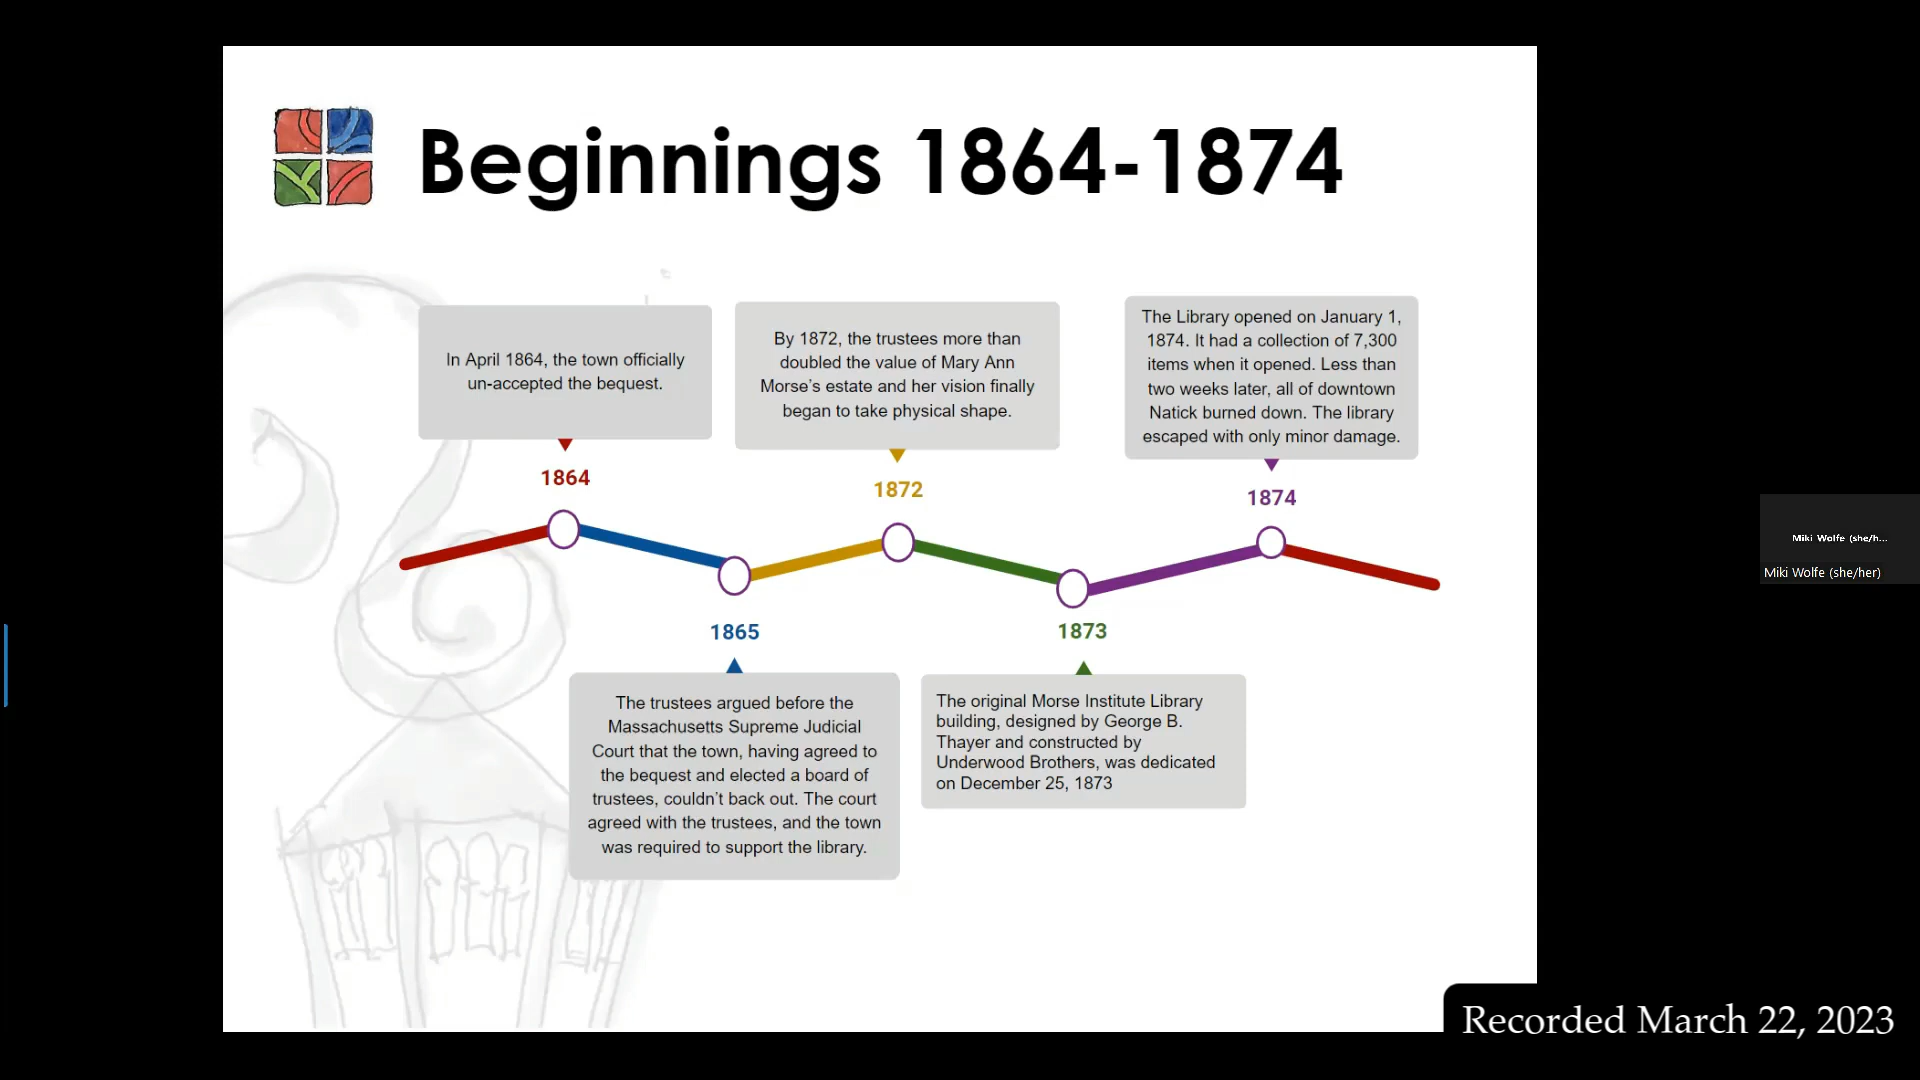 Beginnings 1864-1874
In April 1864, the town officially
un-accepted the bequest.
1864
By 1872, the trustees more than
doubled the value of Mary Ann
Morse's estate and her vision finally
began to take physical shape.
1872
The Library opened on January 1,
1874. It had a collection of 7,300
items when it opened. Less than
two weeks later, all of downtown
Natick burned down. The library
escaped with only minor damage.
1874
1865
The trustees argued before the
Massachusetts Supreme Judicial
Court that the town, having agreed to
the bequest and elected a board of
trustees, couldn't back out. The court
agreed with the trustees, and the town
was required to support the library.
1873
The original Morse Institute Library
building, designed by George B.
Thayer and constructed by
Underwood Brothers, was dedicated
on December 25, 1873
Miki Wolfe (she/h...
Miki Wolfe (she/her)
Recorded March 22, 2023